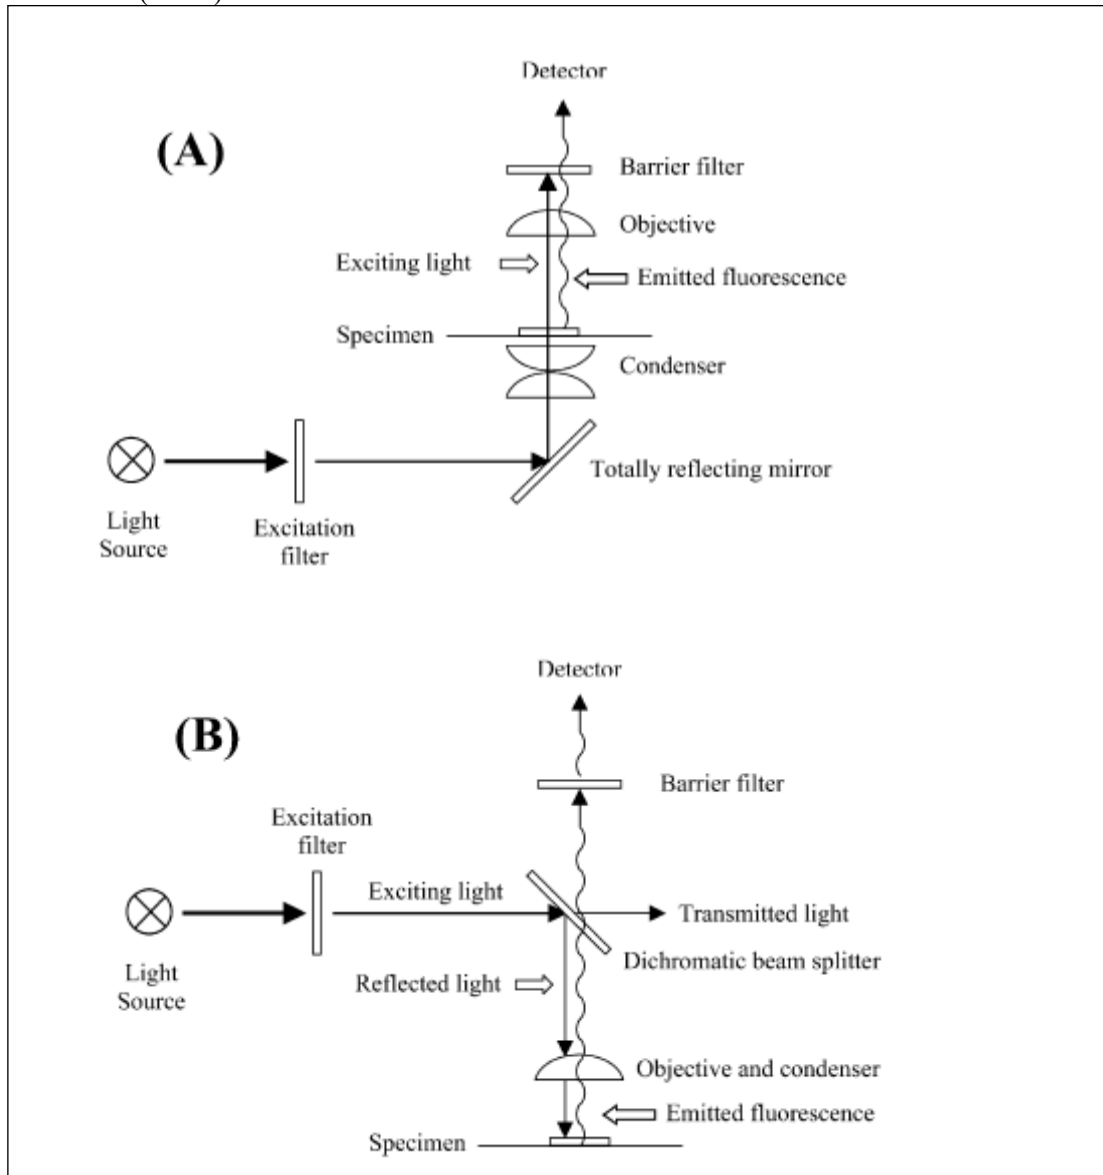 Detector
(A)
Barrier filter
Objective
Exciting light
Emitted fluorescence
Specimen
Condenser
Totally reflecting mirror
Light
Source
Excitation
filter
Detector
(B)
Barrier filter
Excitation
filter
Exciting light
Transmitted light
Dichromatic beam splitter
Light
Source
Reflected light
Objective and condenser
Emitted fluorescence
Specimen